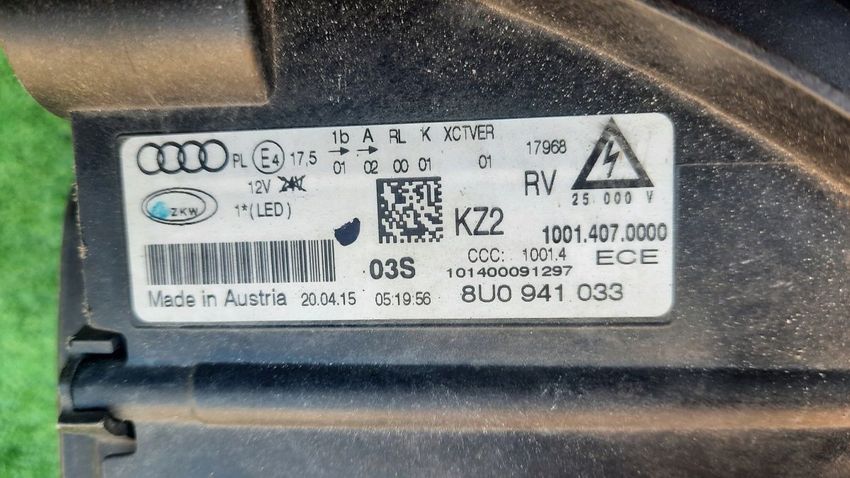 1b A RL K XCTVER 17968
PL E4 17,5 01 02 00 01 01
12V 24V
RV
25 000 V
ZKW 1*(LED)
KZ2
1001.407.0000
CCC: 1001.4 ECE
03S
101400091297
Made in Austria 20.04.15 05:19:56 8U0 941 033